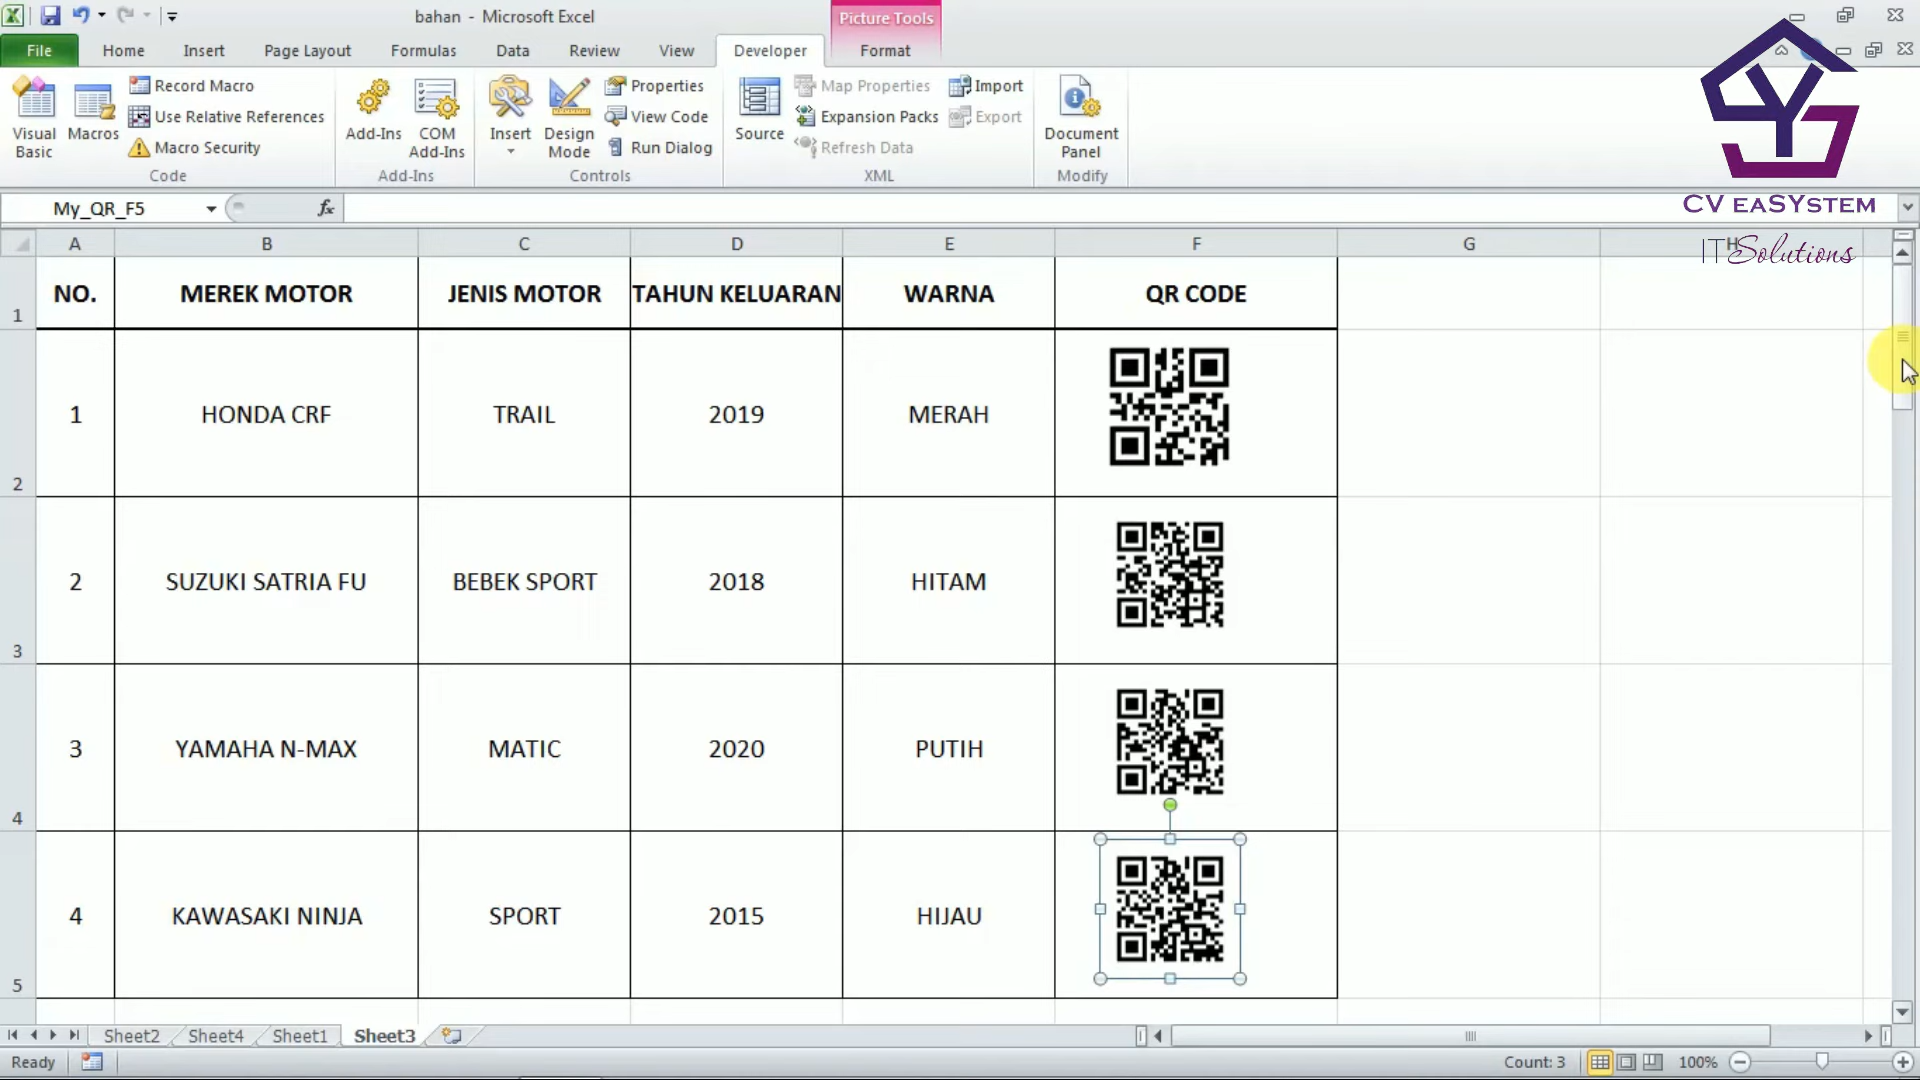 bahan - Microsoft Excel
Picture Tools
File Home Insert Page Layout Formulas Data Review View Developer Format
Visual Basic
Macros
Record Macro
Use Relative References
Macro Security
Code
Add-Ins
COM Add-Ins
Add-Ins
Insert
Design Mode
Properties
View Code
Run Dialog
Controls
Source
Map Properties
Expansion Packs
Refresh Data
Import
Export
XML
Document Panel
Modify
CV EASYSTEM
IT Solutions
My_QR_F5 fx
A B C D E F G H
1 NO. MEREK MOTOR JENIS MOTOR TAHUN KELUARAN WARNA QR CODE
2 1 HONDA CRF TRAIL 2019 MERAH
3 2 SUZUKI SATRIA FU BEBEK SPORT 2018 HITAM
4 3 YAMAHA N-MAX MATIC 2020 PUTIH
5 4 KAWASAKI NINJA SPORT 2015 HIJAU
Sheet2 Sheet4 Sheet1 Sheet3
Ready Count: 3 100%